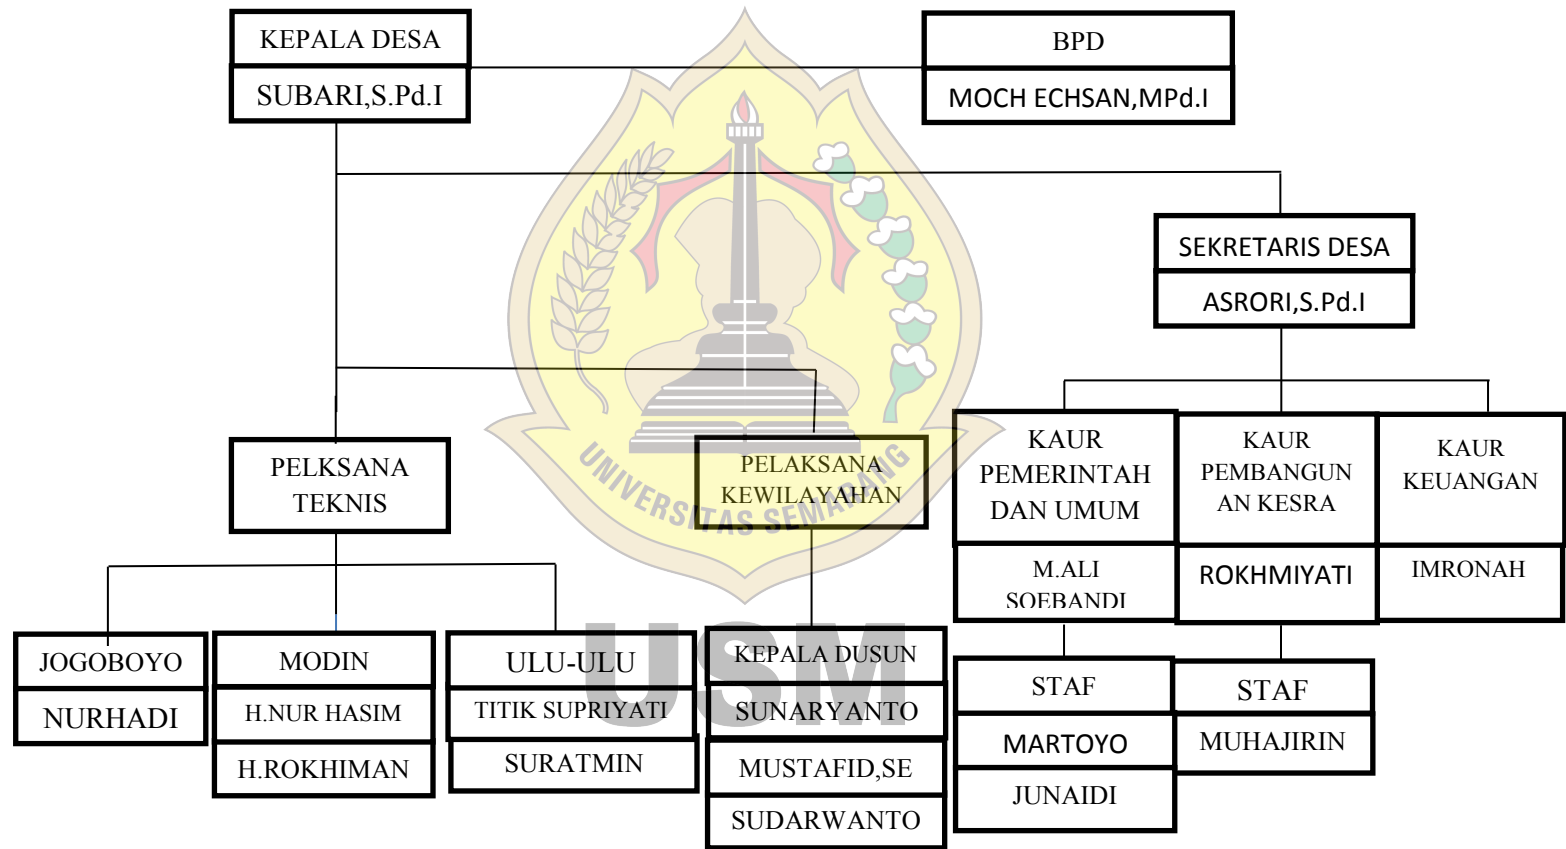 KEPALA DESA
SUBARI,S.Pd.I
BPD
MOCH ECHSAN,MPd.I
SEKRETARIS DESA
ASRORI,S.Pd.I
PELKSANA
TEKNIS
PELAKSANA
KEWILAYAHAN
KAUR
PEMERINTAH
DAN UMUM
M.ALI
SOEBANDI
KAUR
PEMBANGUN
AN KESRA
ROKHMIYATI
KAUR
KEUANGAN
IMRONAH
JOGOBOYO
NURHADI
MODIN
H.NUR HASIM
H.ROKHIMAN
ULU-ULU
TITIK SUPRIYATI
SURATMIN
KEPALA DUSUN
SUNARYANTO
MUSTAFID,SE
SUDARWANTO
STAF
MARTOYO
JUNAIDI
STAF
MUHAJIRIN
UNIVERSITAS SEMARANG
USM